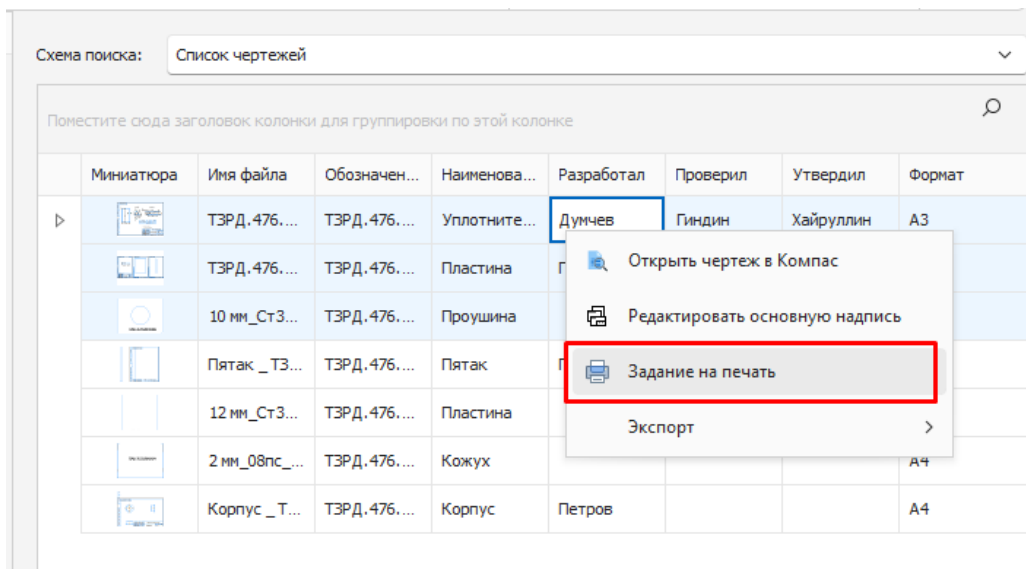 Схема поиска: Список чертежей
Поместите сюда заголовок колонки для группировки по этой колонке
Миниатюра Имя файла Обозначен... Наименова... Разработал Проверил Утвердил Формат
ТЗРД.476.... ТЗРД.476.... Уплотните... Думчев Гиндин Хайруллин А3
ТЗРД.476.... ТЗРД.476.... Пластина
Открыть чертеж в Компас
10 мм_Ст3... ТЗРД.476.... Проушина
Редактировать основную надпись
Пятак _ТЗ... ТЗРД.476.... Пятак
Задание на печать
12 мм_Ст3... ТЗРД.476.... Пластина
Экспорт
2 мм_08пс_... ТЗРД.476.... Кожух А4
Корпус _Т... ТЗРД.476.... Корпус Петров А4